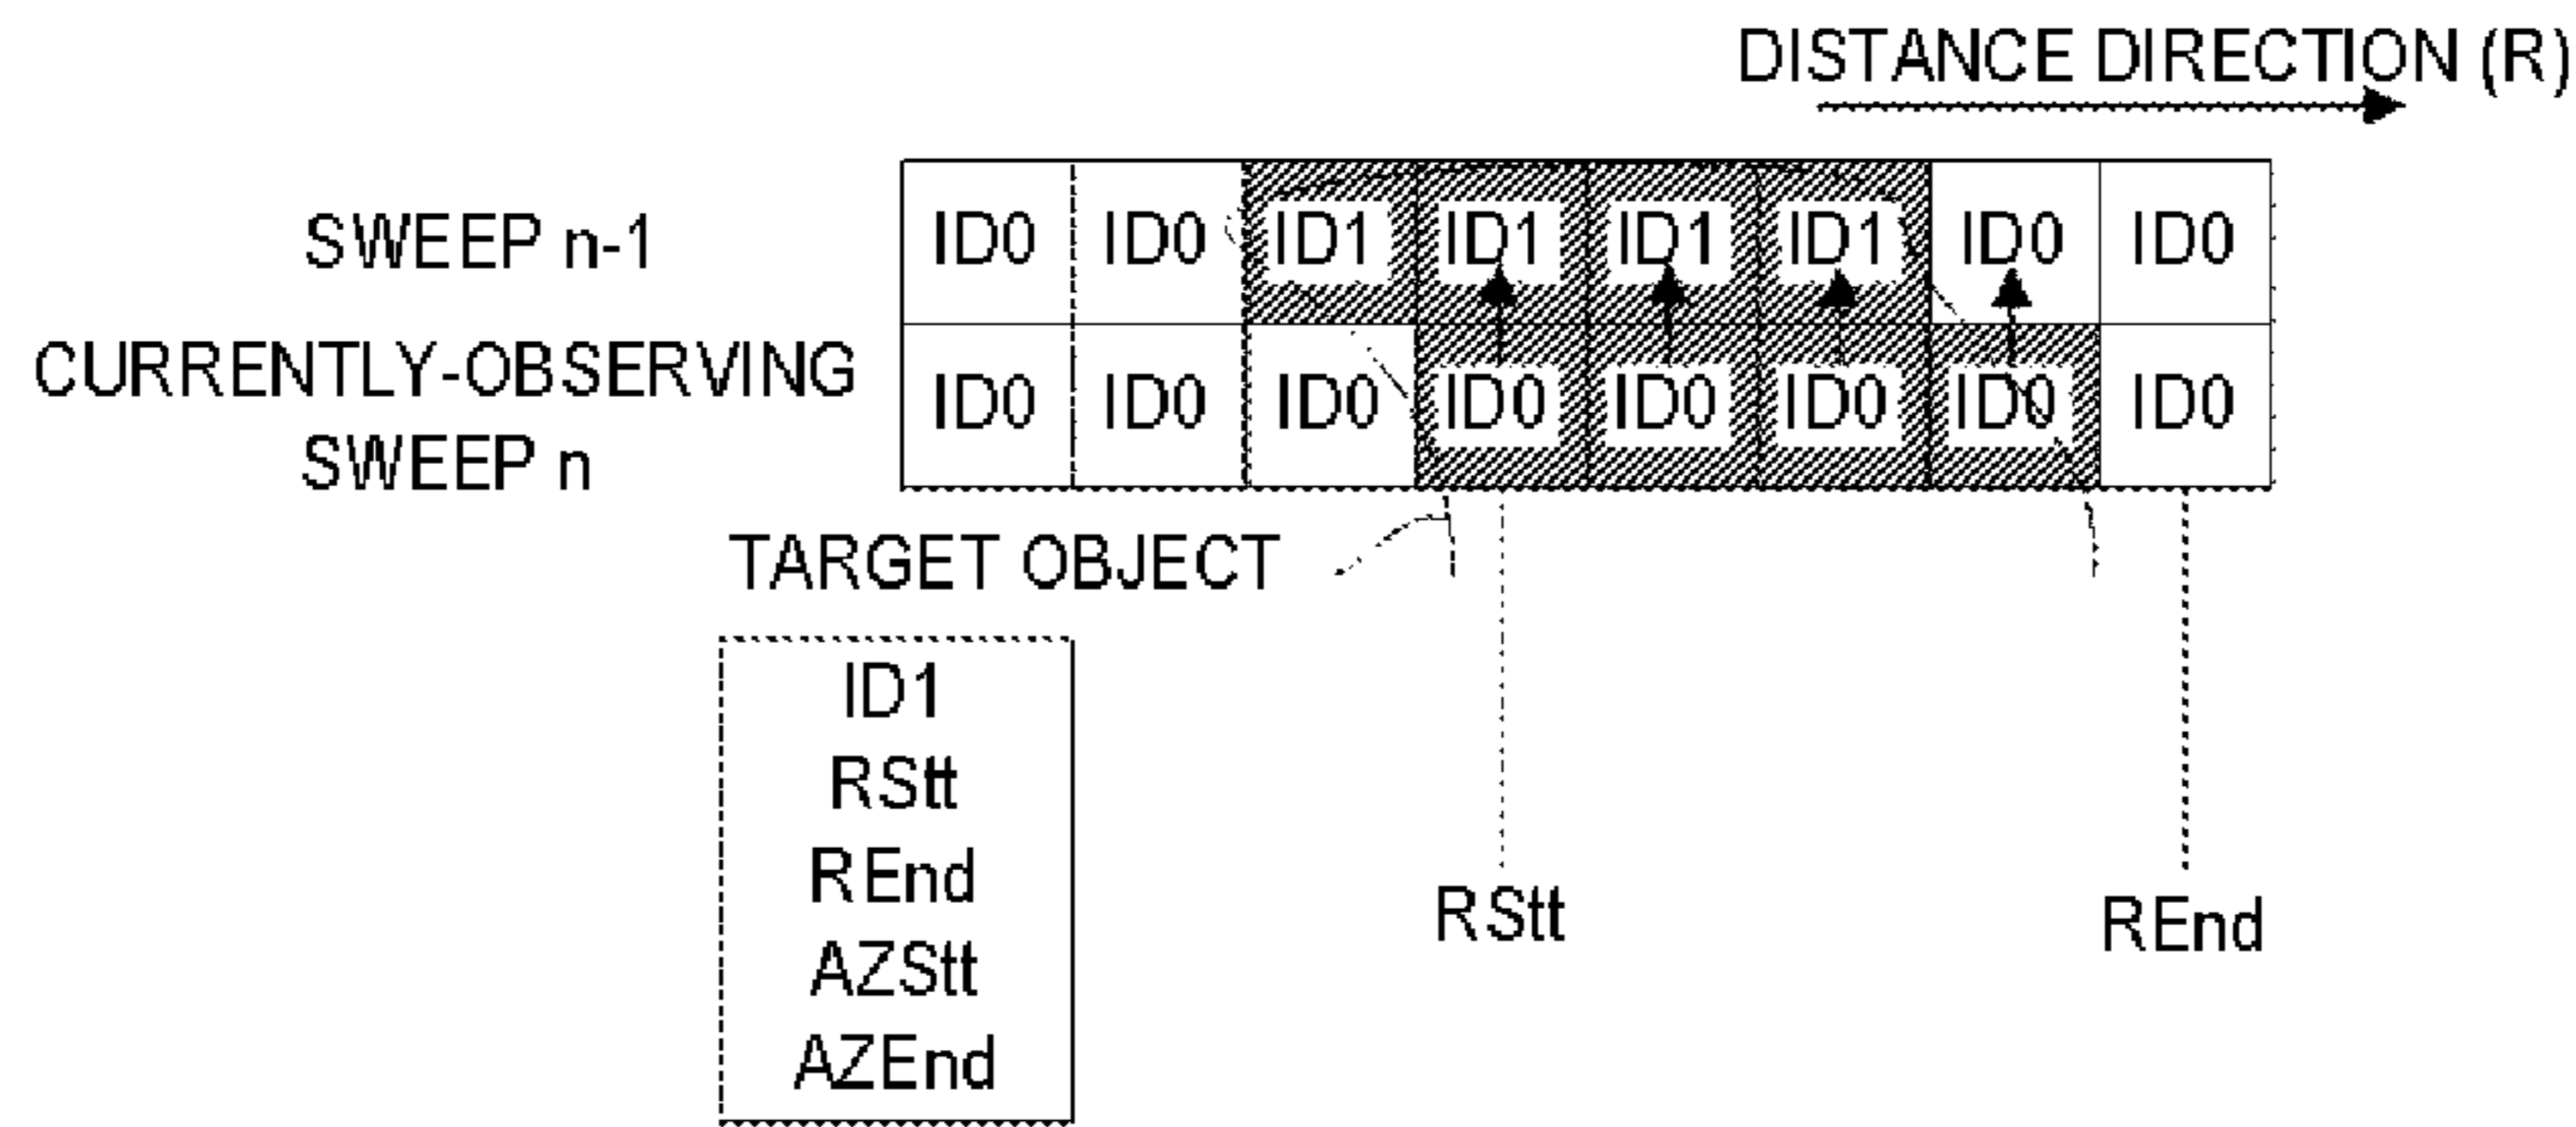 DISTANCE DIRECTION (R)
SWEEP n-1
ID0 ID0 ID1 ID1 ID1 ID1 ID0 ID0
CURRENTLY-OBSERVING
SWEEP n
ID0 ID0 ID0 ID0 ID0 ID0 ID0 ID0
TARGET OBJECT
ID1
RStt
REnd
AZStt
AZEnd
RStt
REnd